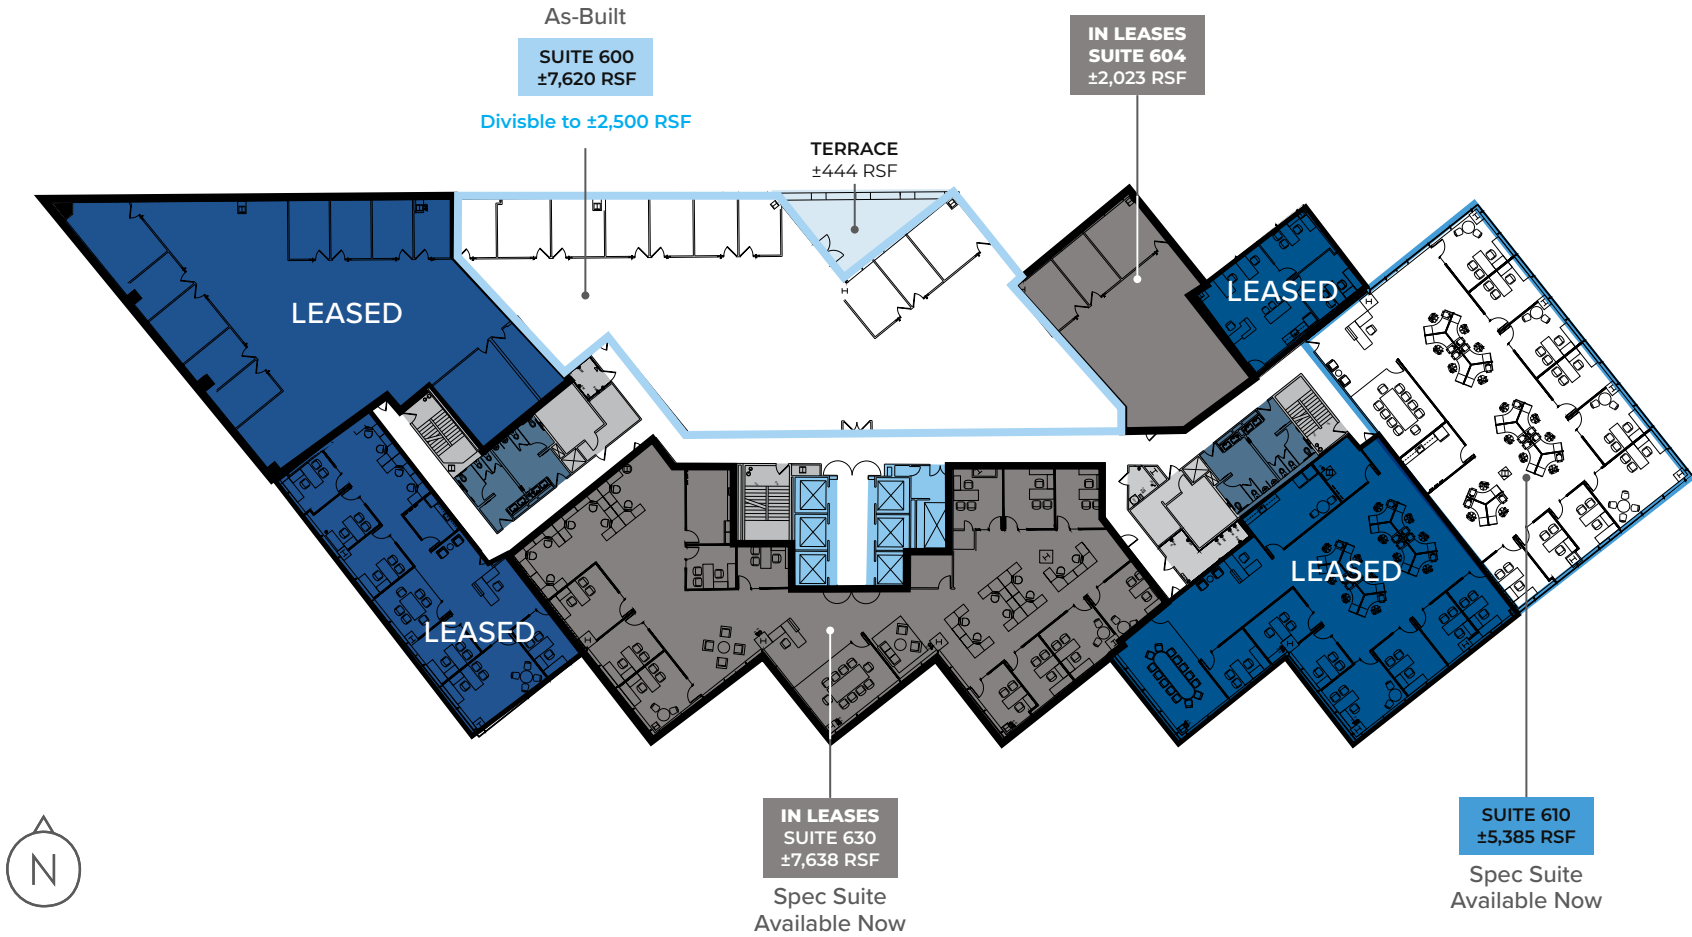 As-Built
SUITE 600
±7,620 RSF
Divisble to ±2,500 RSF
IN LEASES
SUITE 604
±2,023 RSF
TERRACE
±444 RSF
LEASED
LEASED
LEASED
LEASED
IN LEASES
SUITE 630
±7,638 RSF
Spec Suite
Available Now
SUITE 610
±5,385 RSF
Spec Suite
Available Now
N